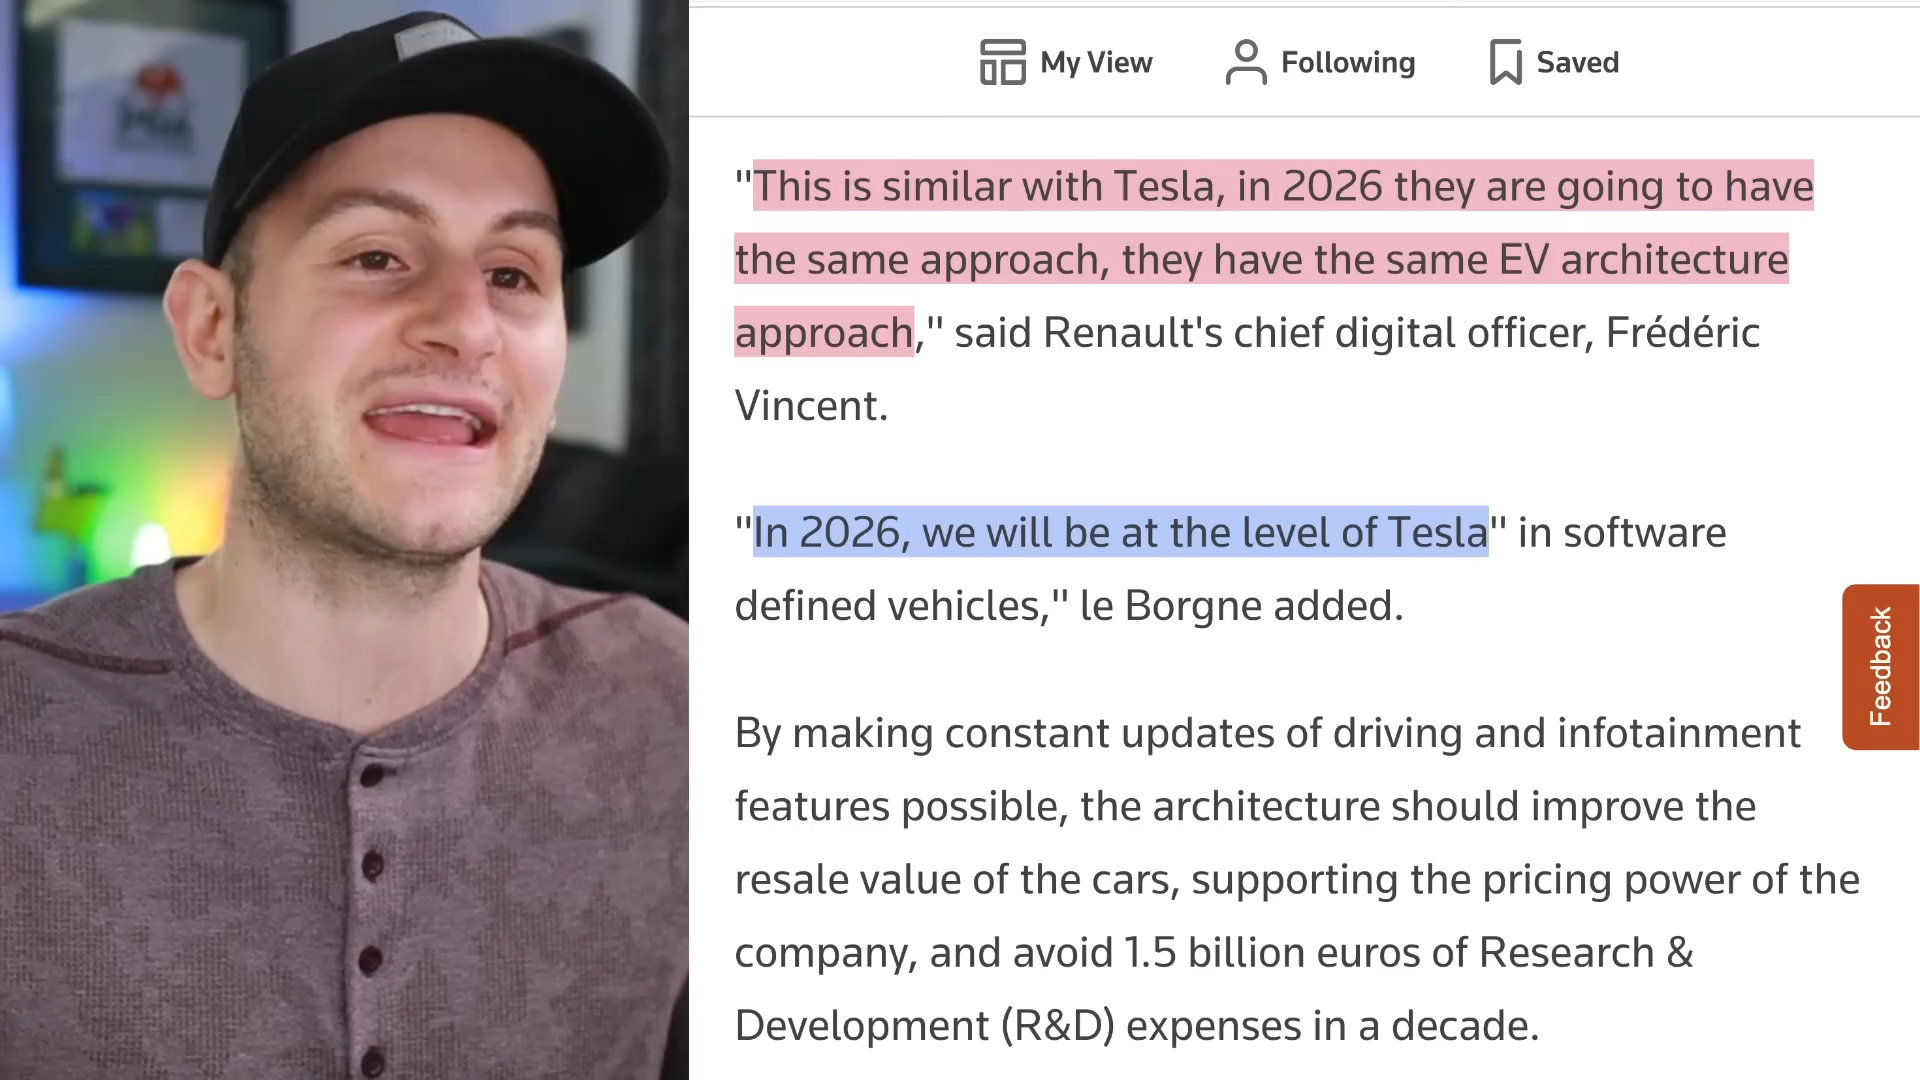 My View
Following
Saved
"This is similar with Tesla, in 2026 they are going to have
the same approach, they have the same EV architecture
approach," said Renault's chief digital officer, Frédéric
Vincent.
"In 2026, we will be at the level of Tesla" in software
defined vehicles," le Borgne added.
Feedback
By making constant updates of driving and infotainment
features possible, the architecture should improve the
resale value of the cars, supporting the pricing power of the
company, and avoid 1.5 billion euros of Research &
Development (R&D) expenses in a decade.